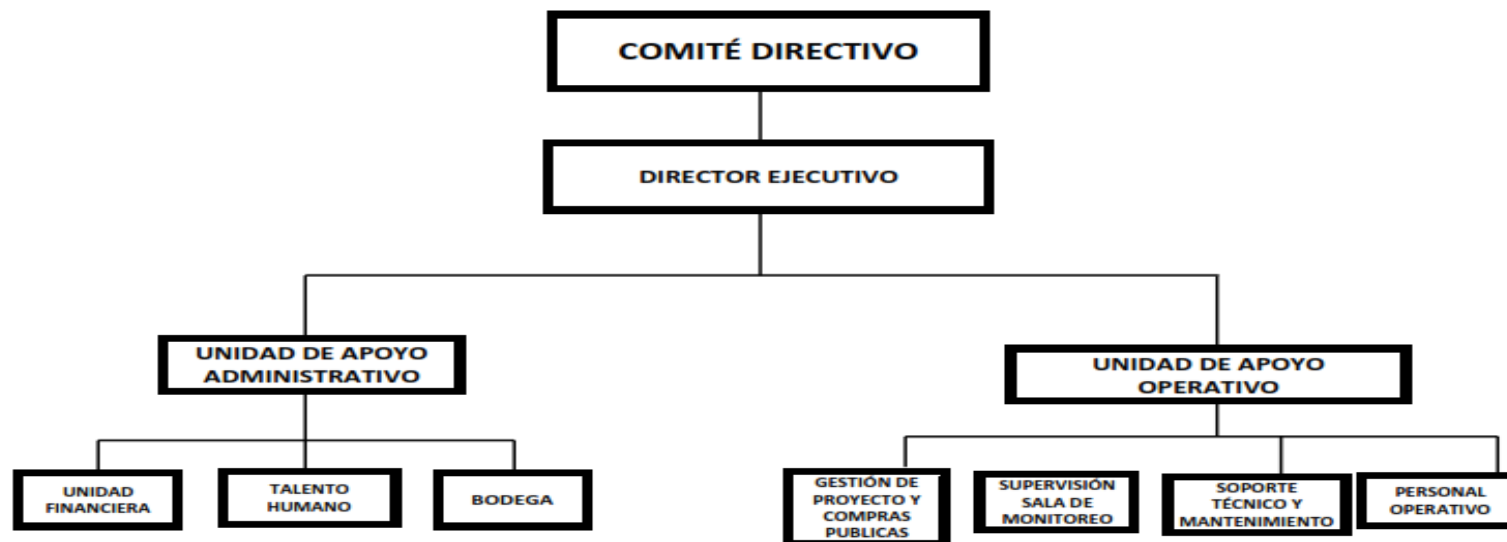 COMITÉ DIRECTIVO
DIRECTOR EJECUTIVO
UNIDAD DE APOYO
ADMINISTRATIVO
UNIDAD DE APOYO
OPERATIVO
UNIDAD
FINANCIERA
TALENTO
HUMANO
BODEGA
GESTIÓN DE
PROYECTO Y
COMPRAS
PUBLICAS
SUPERVISIÓN
SALA DE
MONITOREO
SOPORTE
TÉCNICO Y
MANTENIMIENTO
PERSONAL
OPERATIVO